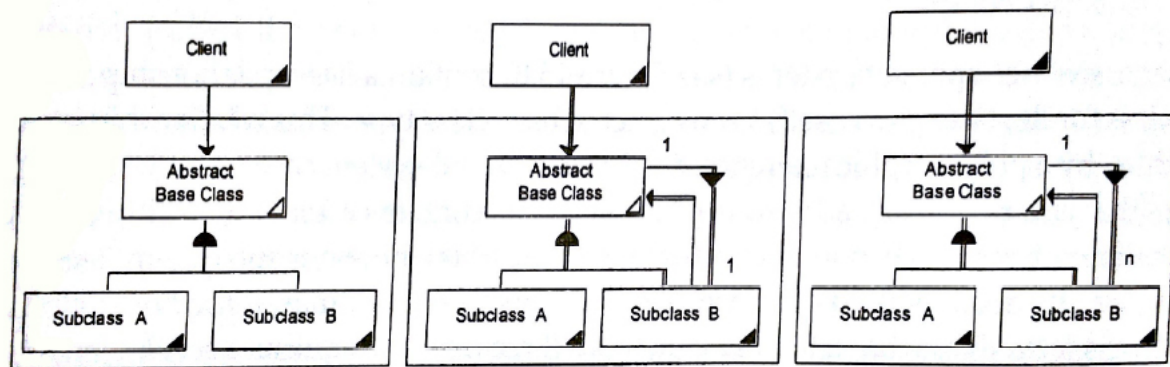 Client
Abstract
Base Class
Subclass A
Subclass B
Client
1
Abstract
Base Class
1
Subclass A
Subclass B
Client
1
Abstract
Base Class
n
Subclass A
Subclass B